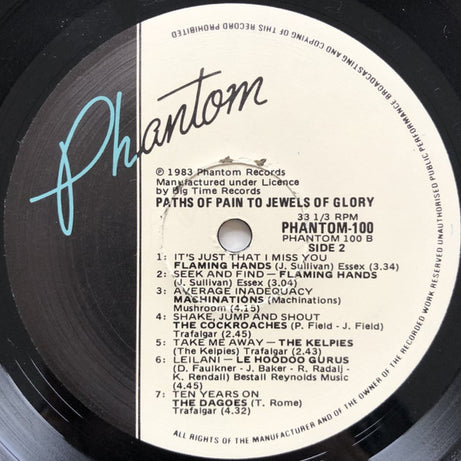 Phantom
℗ 1983 Phantom Records
Manufactured under Licence
by Big Time Records
PATHS OF PAIN TO JEWELS OF GLORY
33 1/3 RPM
PHANTOM-100
PHANTOM 100 B
SIDE 2
1: IT'S JUST THAT I MISS YOU
FLAMING HANDS (J. Sullivan) Essex (3.34)
2: SEEK AND FIND – FLAMING HANDS
(J. Sullivan) Essex (3.04)
3: AVERAGE INADEQUACY
MACHINATIONS (Machinations)
Mushroom (4.15)
4: SHAKE, JUMP AND SHOUT
THE COCKROACHES (P. Field - J. Field)
Trafalgar (2.45)
5: TAKE ME AWAY – THE KELPIES
(The Kelpies) Trafalgar (2.43)
6: LEILANI – LE HOODOO GURUS
(D. Faulkner - J. Baker - R. Radalj -
K. Rendall) Bestall Reynolds Music
(4.45)
7: TEN YEARS ON
THE DAGOES (T. Rome)
Trafalgar (4.32)
ALL RIGHTS OF THE MANUFACTURER AND OF THE OWNER OF THE RECORDED WORK RESERVED UNAUTHORISED PUBLIC PERFORMANCE BROADCASTING AND COPYING OF THIS RECORD PROHIBITED